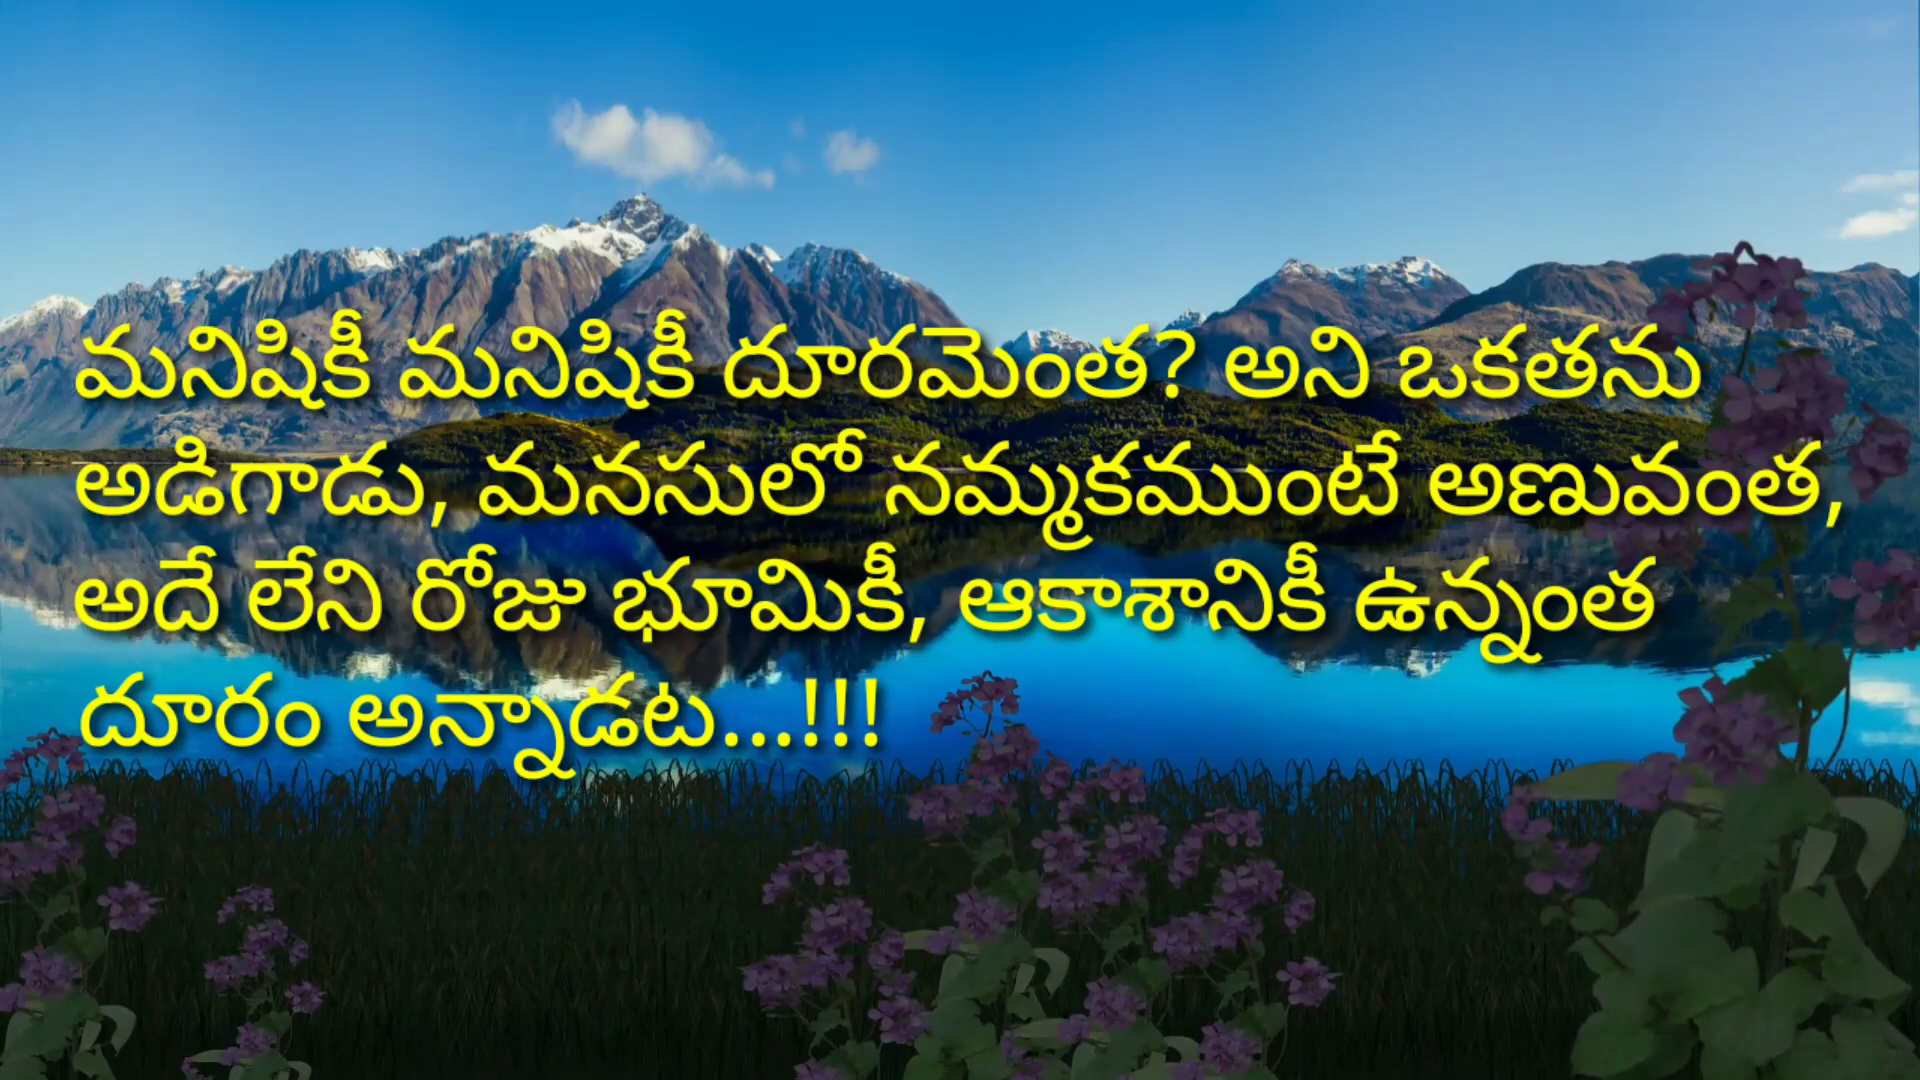 మనిషికీ మనిషికీ దూరమెంత? అని ఒకతను
అడిగాడు, మనసులో నమ్మకముంటే అణువంత,
అదే లేని రోజు భూమికీ, ఆకాశానికీ ఉన్నంత
దూరం అన్నాడట...!!!